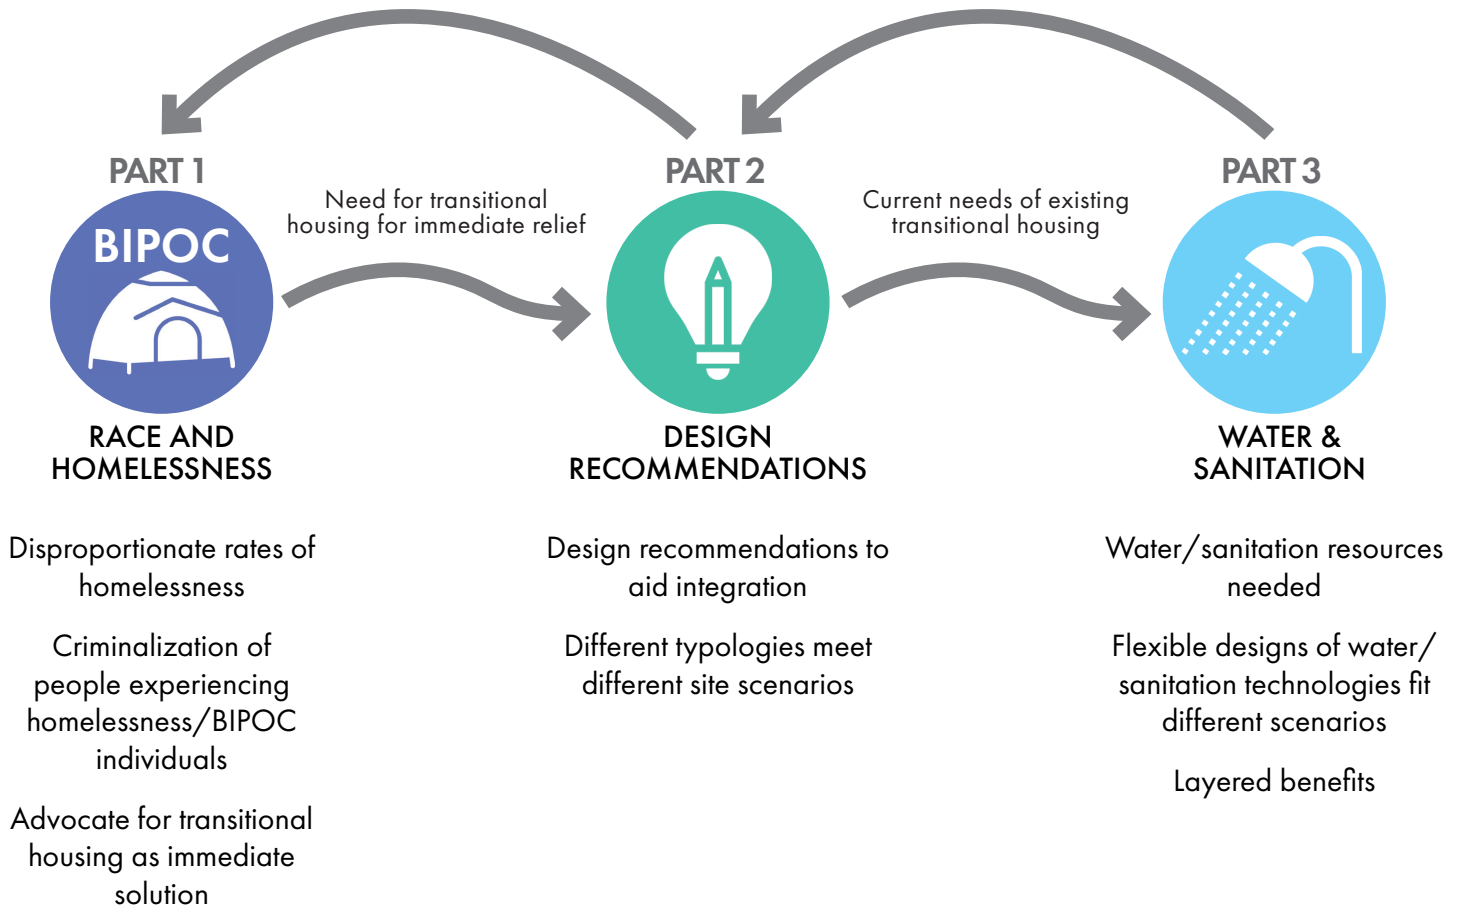 PART 1
BIPOC
RACE AND
HOMELESSNESS
Disproportionate rates of
homelessness
Criminalization of
people experiencing
homelessness/BIPOC
individuals
Advocate for transitional
housing as immediate
solution
Need for transitional
housing for immediate relief
PART 2
DESIGN
RECOMMENDATIONS
Design recommendations to
aid integration
Different typologies meet
different site scenarios
Current needs of existing
transitional housing
PART 3
WATER &
SANITATION
Water/sanitation resources
needed
Flexible designs of water/
sanitation technologies fit
different scenarios
Layered benefits